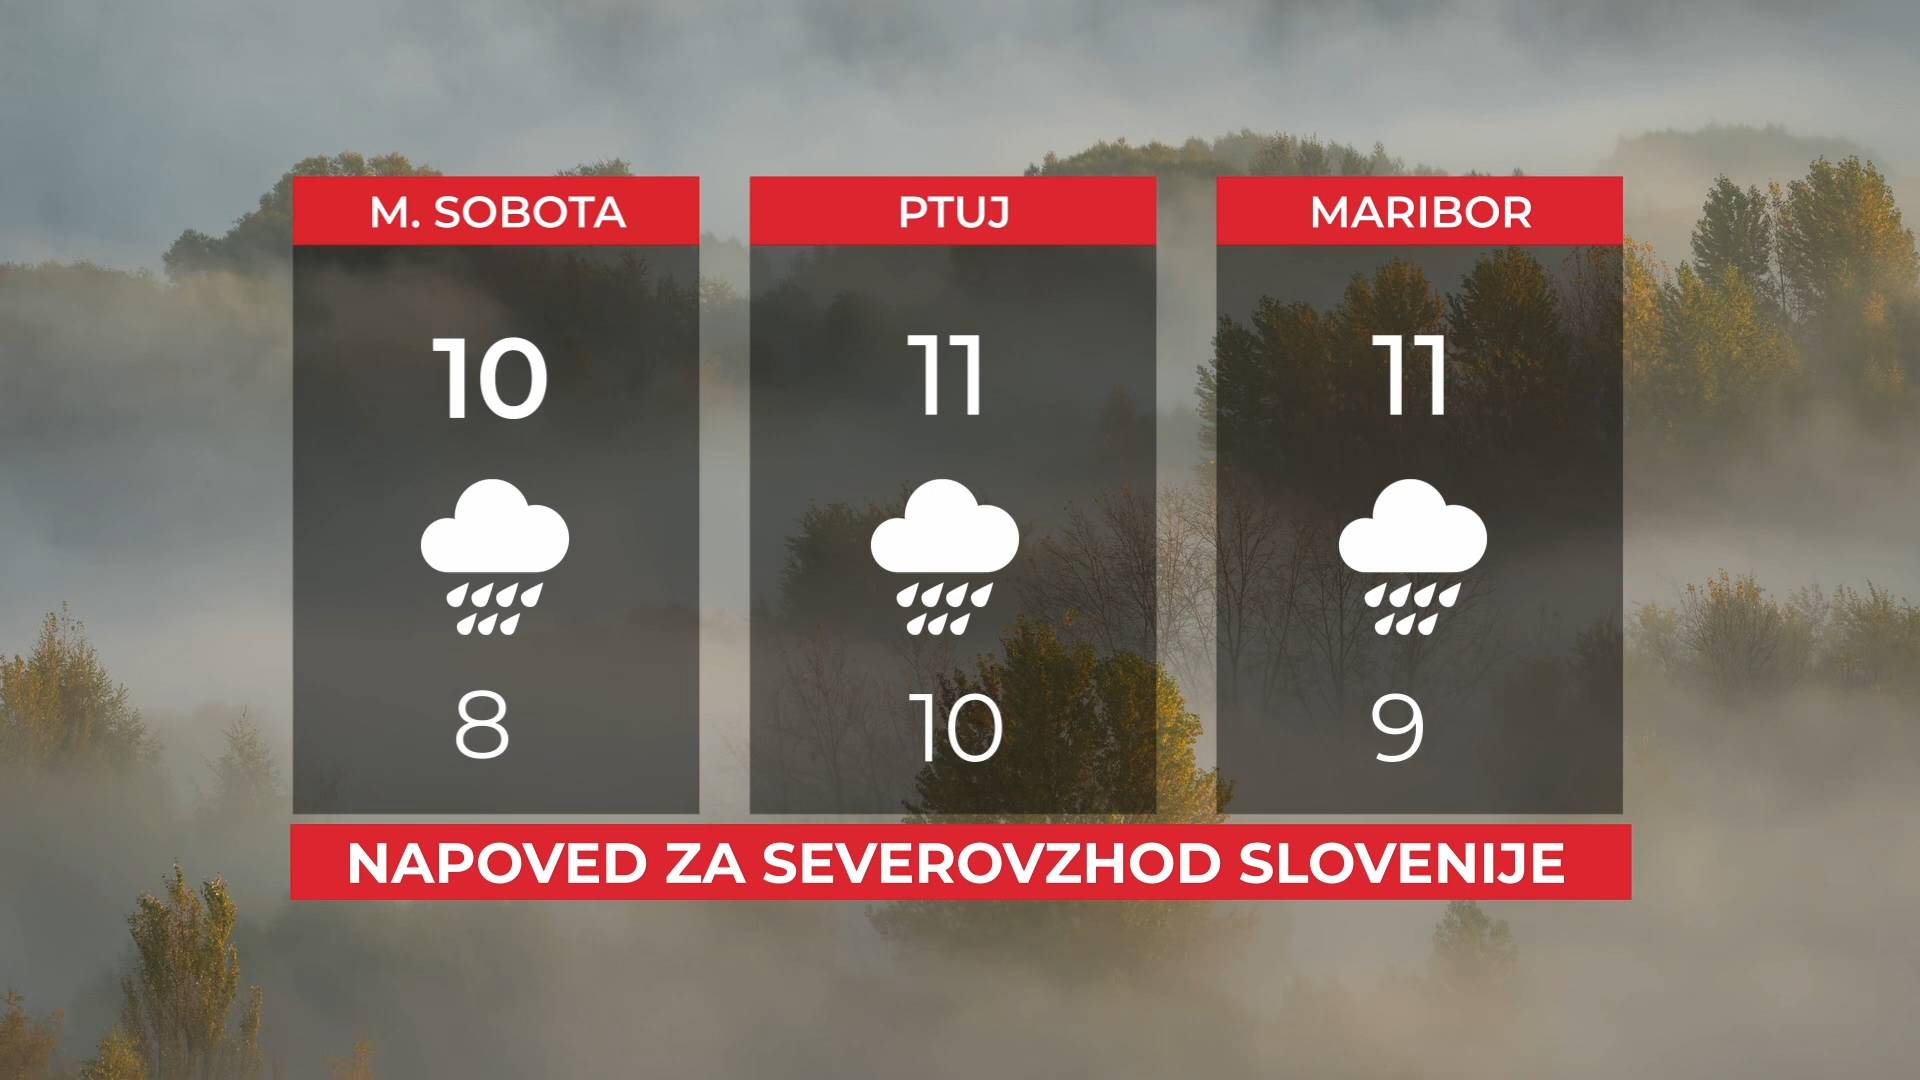 M. SOBOTA
10
8
PTUJ
11
10
MARIBOR
11
9
NAPOVED ZA SEVEROVZHOD SLOVENIJE